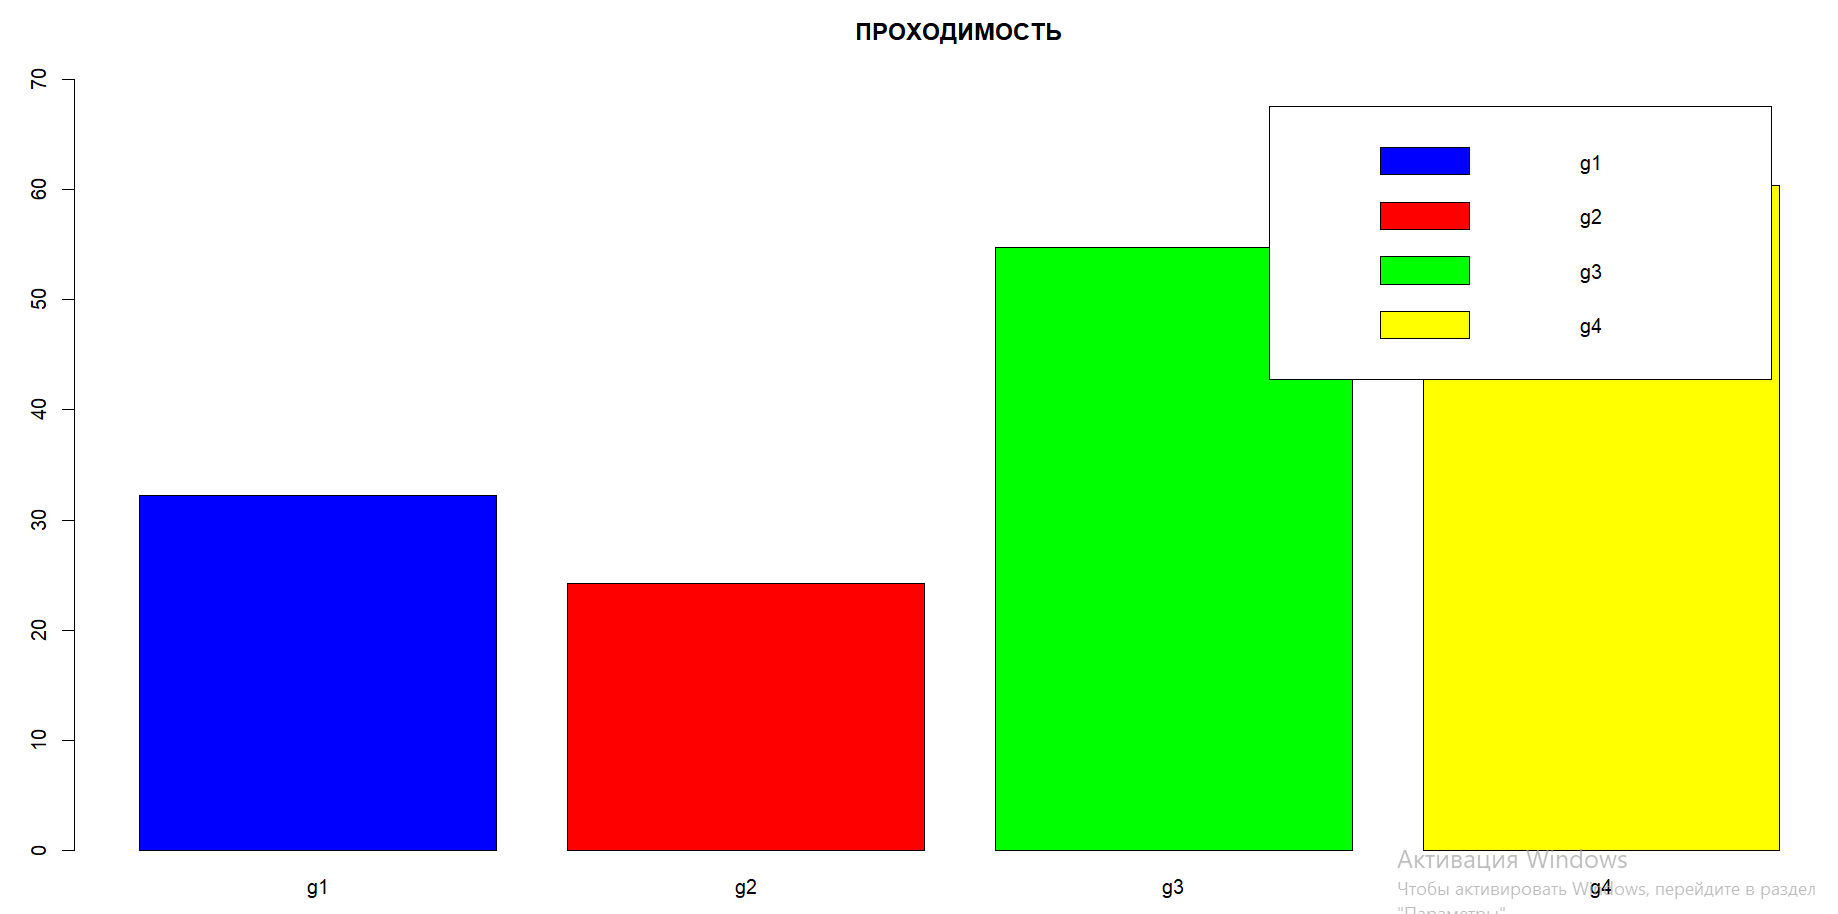 ПРОХОДИМОСТЬ
70
60
50
40
30
20
10
0
g1
g2
g3
g4
g1
g2
g3
g4
Активация Windows
Чтобы активировать Windows, перейдите в раздел
"Параметры".